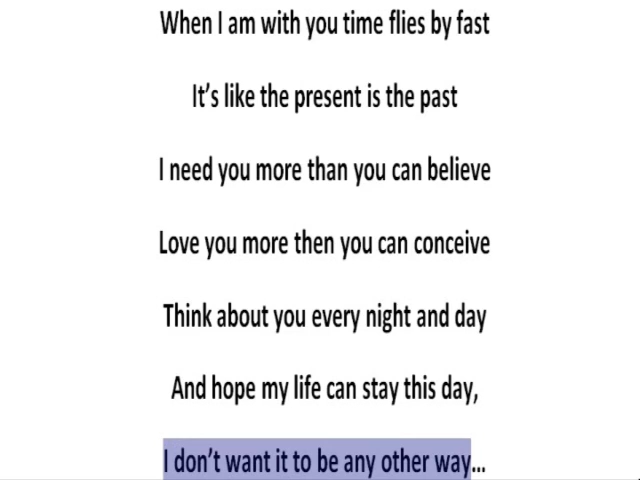 When I am with you time flies by fast
It’s like the present is the past
I need you more than you can believe
Love you more then you can conceive
Think about you every night and day
And hope my life can stay this day,
I don’t want it to be any other way...